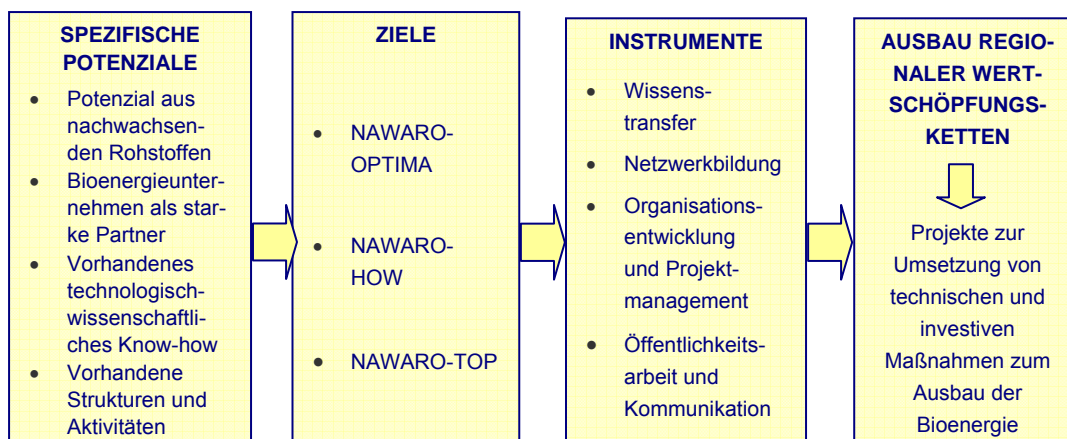 SPEZIFISCHE
POTENZIALE
• Potenzial aus
nachwachsen-
den Rohstoffen
• Bioenergieunter-
nehmen als star-
ke Partner
• Vorhandenes
technologisch-
wissenschaftli-
ches Know-how
• Vorhandene
Strukturen und
Aktivitäten
ZIELE
• NAWARO-
OPTIMA
• NAWARO-
HOW
• NAWARO-TOP
INSTRUMENTE
• Wissens-
transfer
• Netzwerkbildung
• Organisations-
entwicklung
und Projekt-
management
• Öffentlichkeits-
arbeit und
Kommunikation
AUSBAU REGIO-
NALER WERT-
SCHÖPFUNGS-
KETTEN
Projekte zur
Umsetzung von
technischen und
investiven
Maßnahmen zum
Ausbau der
Bioenergie